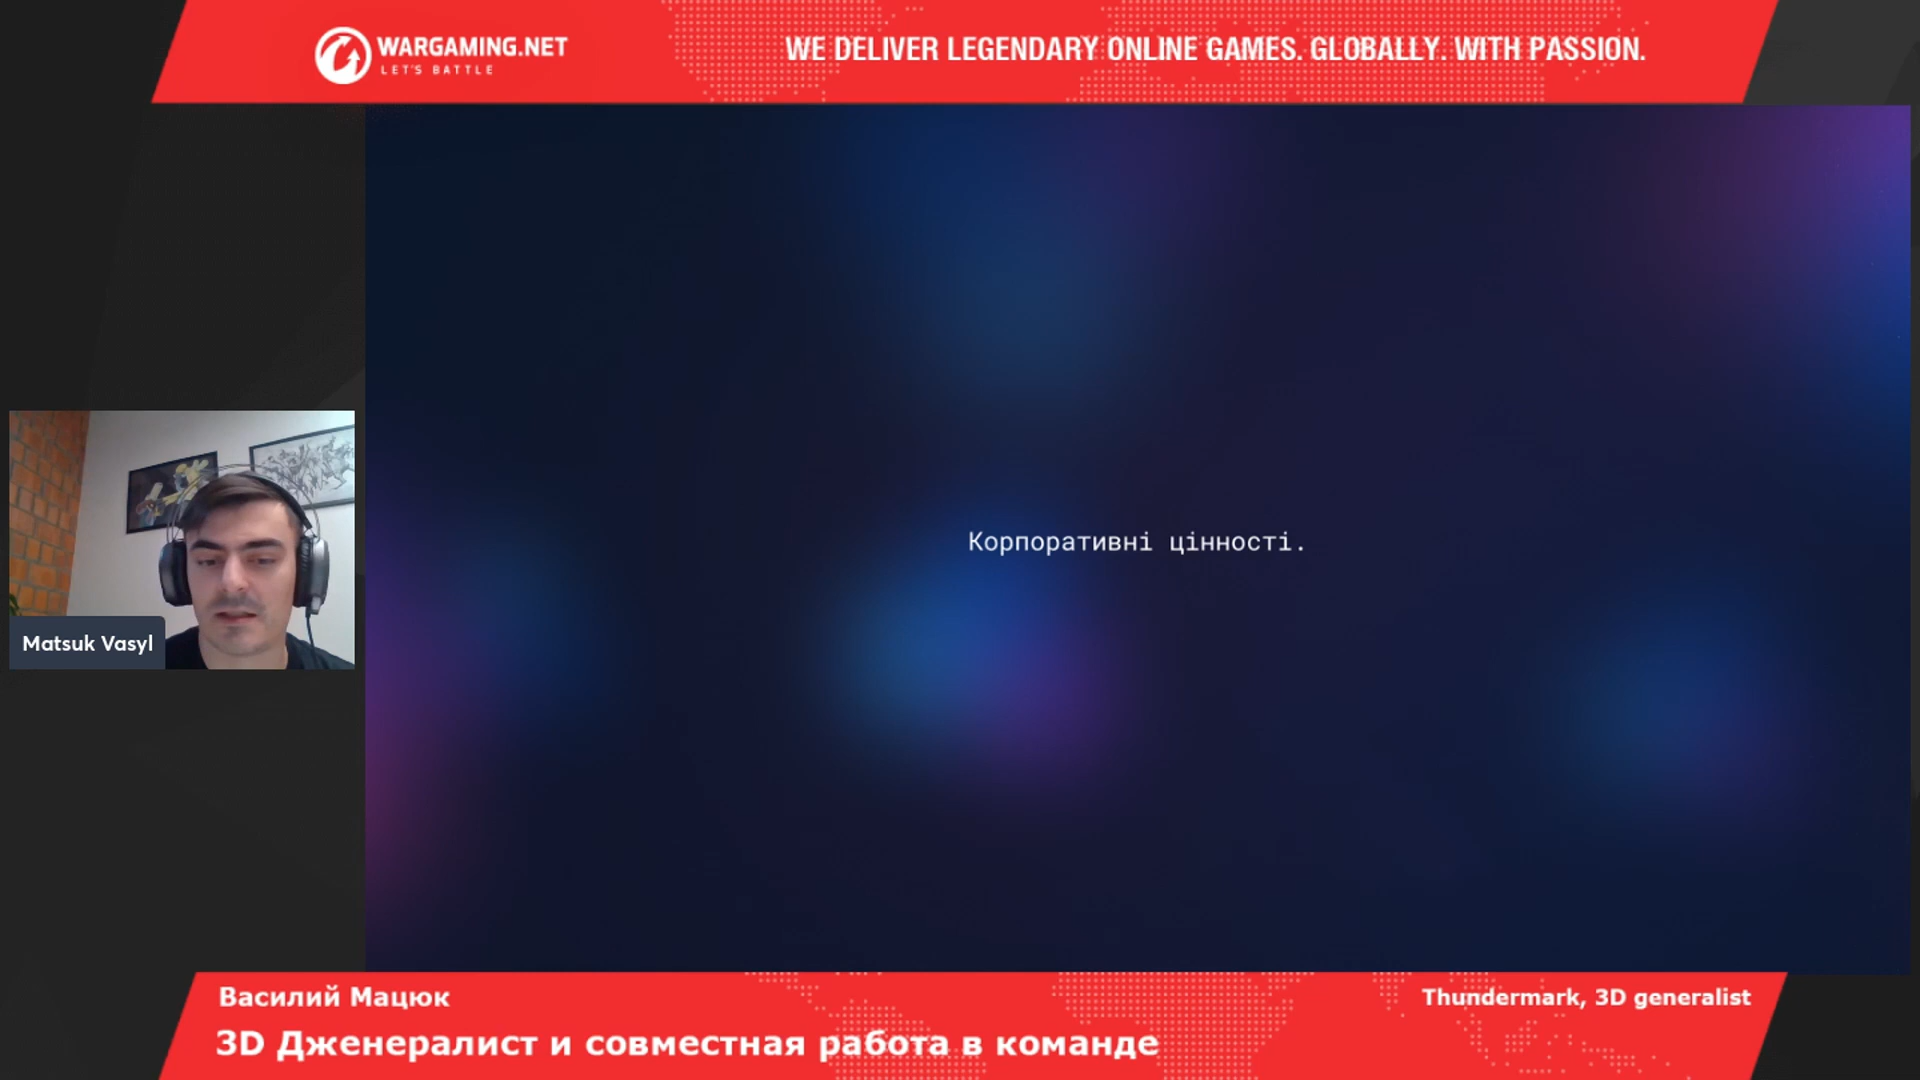 WARGAMING.NET
LET'S BATTLE
WE DELIVER LEGENDARY ONLINE GAMES. GLOBALLY. WITH PASSION.
Корпоративні цінності.
Matsuk Vasyl
Василий Мацюк
Thundermark, 3D generalist
3D Дженералист и совместная работа в команде